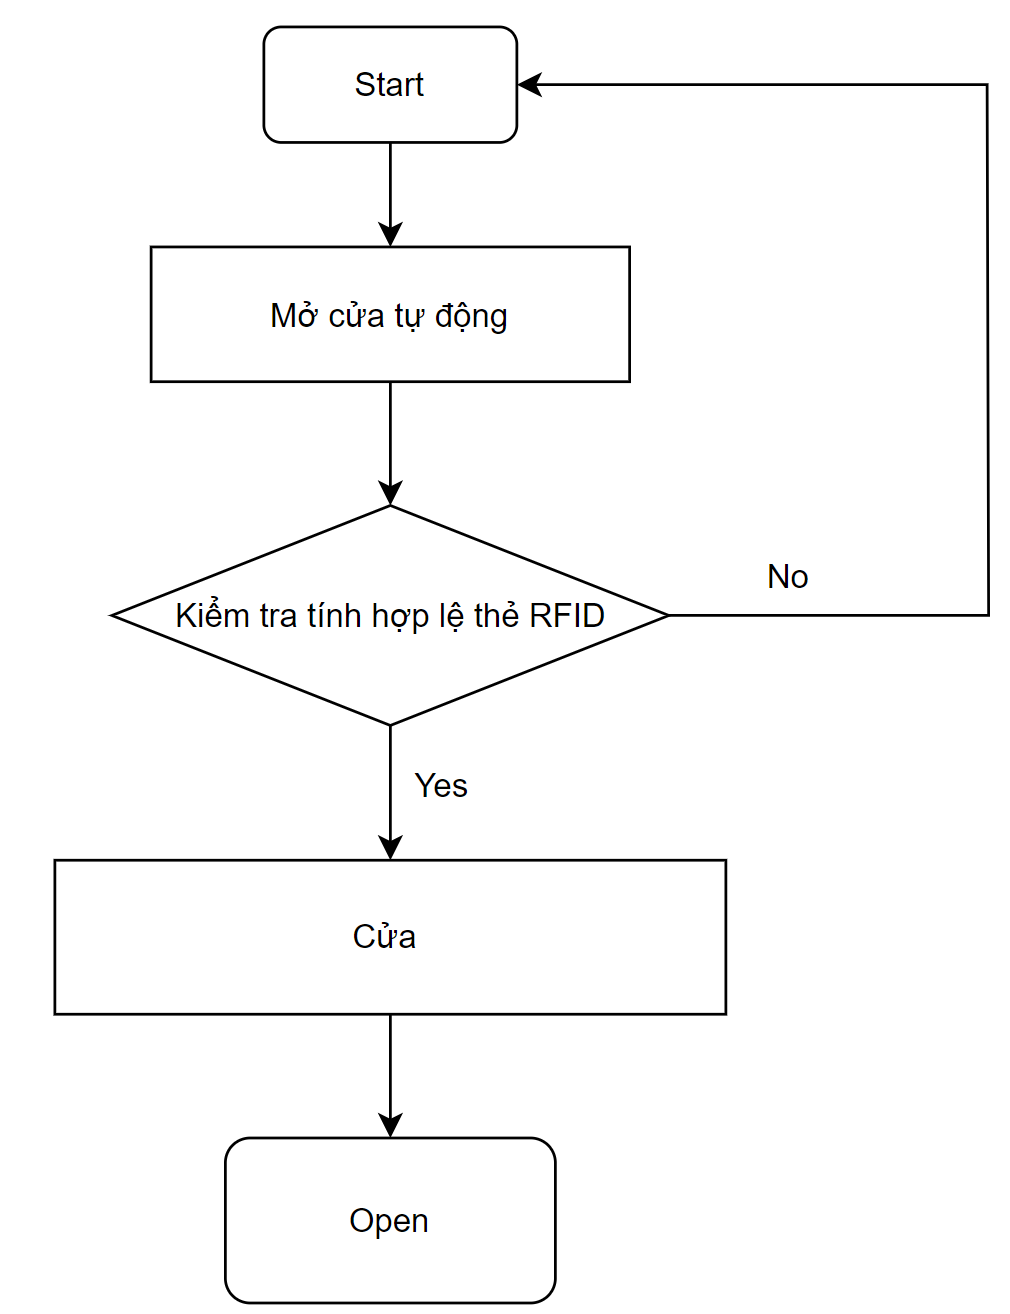 Start
Mở cửa tự động
Kiểm tra tính hợp lệ thẻ RFID
No
Yes
Cửa
Open